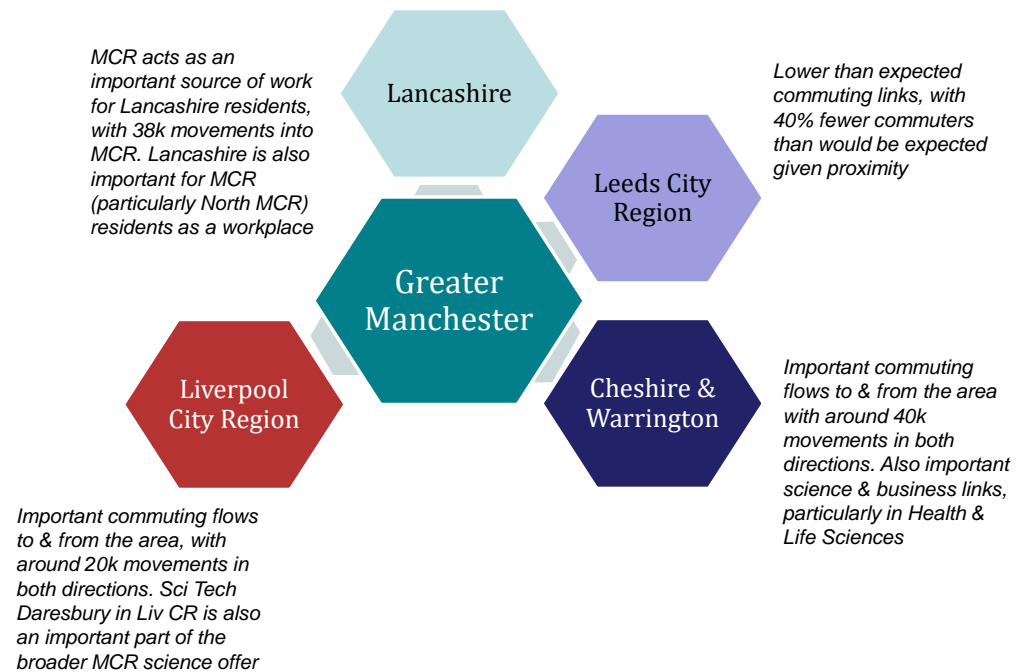 MCR acts as an
important source of work
for Lancashire residents,
with 38k movements into
MCR. Lancashire is also
important for MCR
(particularly North MCR)
residents as a workplace
Lancashire
Lower than expected
commuting links, with
40% fewer commuters
than would be expected
given proximity
Leeds City
Region
Greater
Manchester
Liverpool
City Region
Cheshire &
Warrington
Important commuting
flows to & from the area
with around 40k
movements in both
directions. Also important
science & business links,
particularly in Health &
Life Sciences
Important commuting flows
to & from the area, with
around 20k movements in
both directions. Sci Tech
Daresbury in Liv CR is also
an important part of the
broader MCR science offer